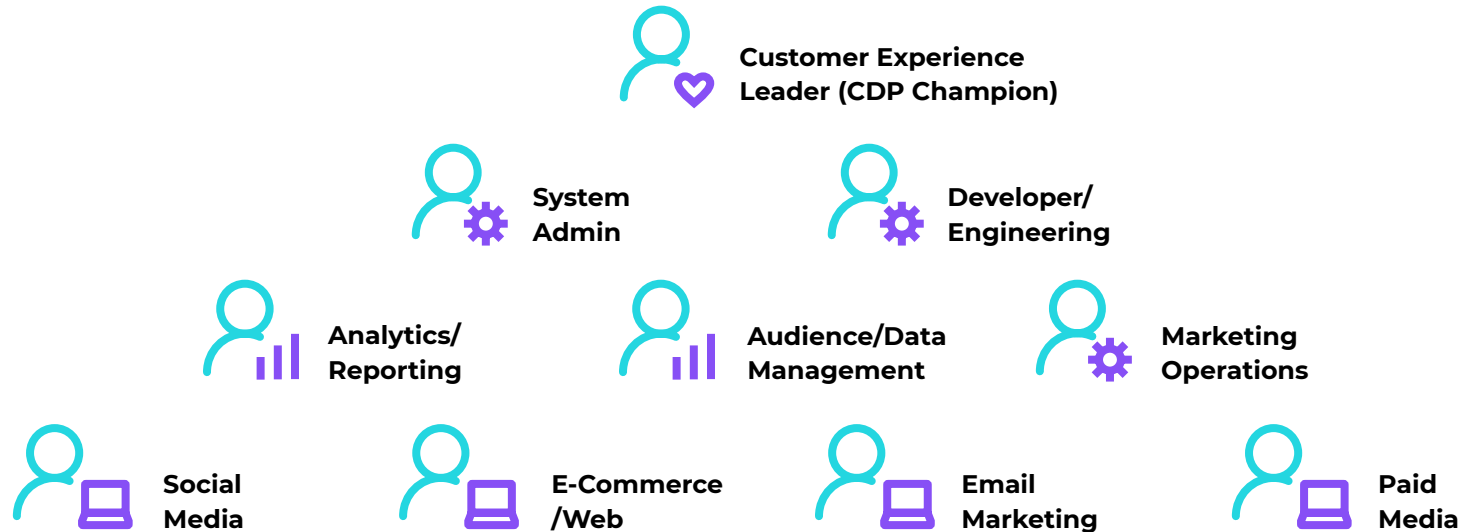 Customer Experience
Leader (CDP Champion)
System
Admin
Developer/
Engineering
Analytics/
Reporting
Audience/Data
Management
Marketing
Operations
Social
Media
E-Commerce
/Web
Email
Marketing
Paid
Media